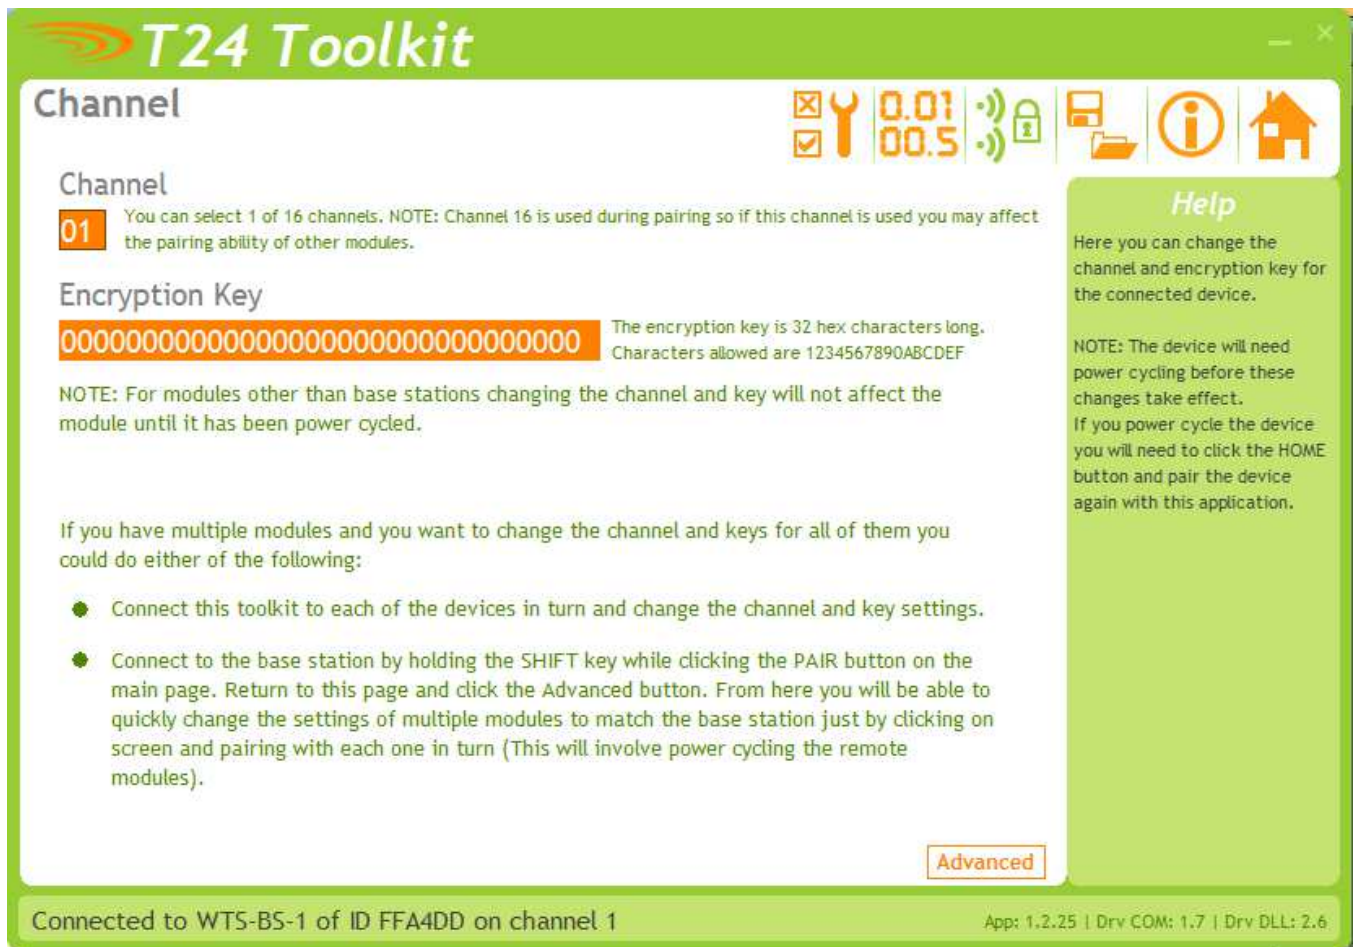 T24 Toolkit
Channel
0.01
00.5
Channel
01
You can select 1 of 16 channels. NOTE: Channel 16 is used during pairing so if this channel is used you may affect
the pairing ability of other modules.
Encryption Key
00000000000000000000000000000000
The encryption key is 32 hex characters long.
Characters allowed are 1234567890ABCDEF
NOTE: For modules other than base stations changing the channel and key will not affect the
module until it has been power cycled.
If you have multiple modules and you want to change the channel and keys for all of them you
could do either of the following:
Connect this toolkit to each of the devices in turn and change the channel and key settings.
Connect to the base station by holding the SHIFT key while clicking the PAIR button on the
main page. Return to this page and click the Advanced button. From here you will be able to
quickly change the settings of multiple modules to match the base station just by clicking on
screen and pairing with each one in turn (This will involve power cycling the remote
modules).
Advanced
Help
Here you can change the
channel and encryption key for
the connected device.
NOTE: The device will need
power cycling before these
changes take effect.
If you power cycle the device
you will need to click the HOME
button and pair the device
again with this application.
Connected to WTS-BS-1 of ID FFA4DD on channel 1
App: 1.2.25 | Drv COM: 1.7 | Drv DLL: 2.6